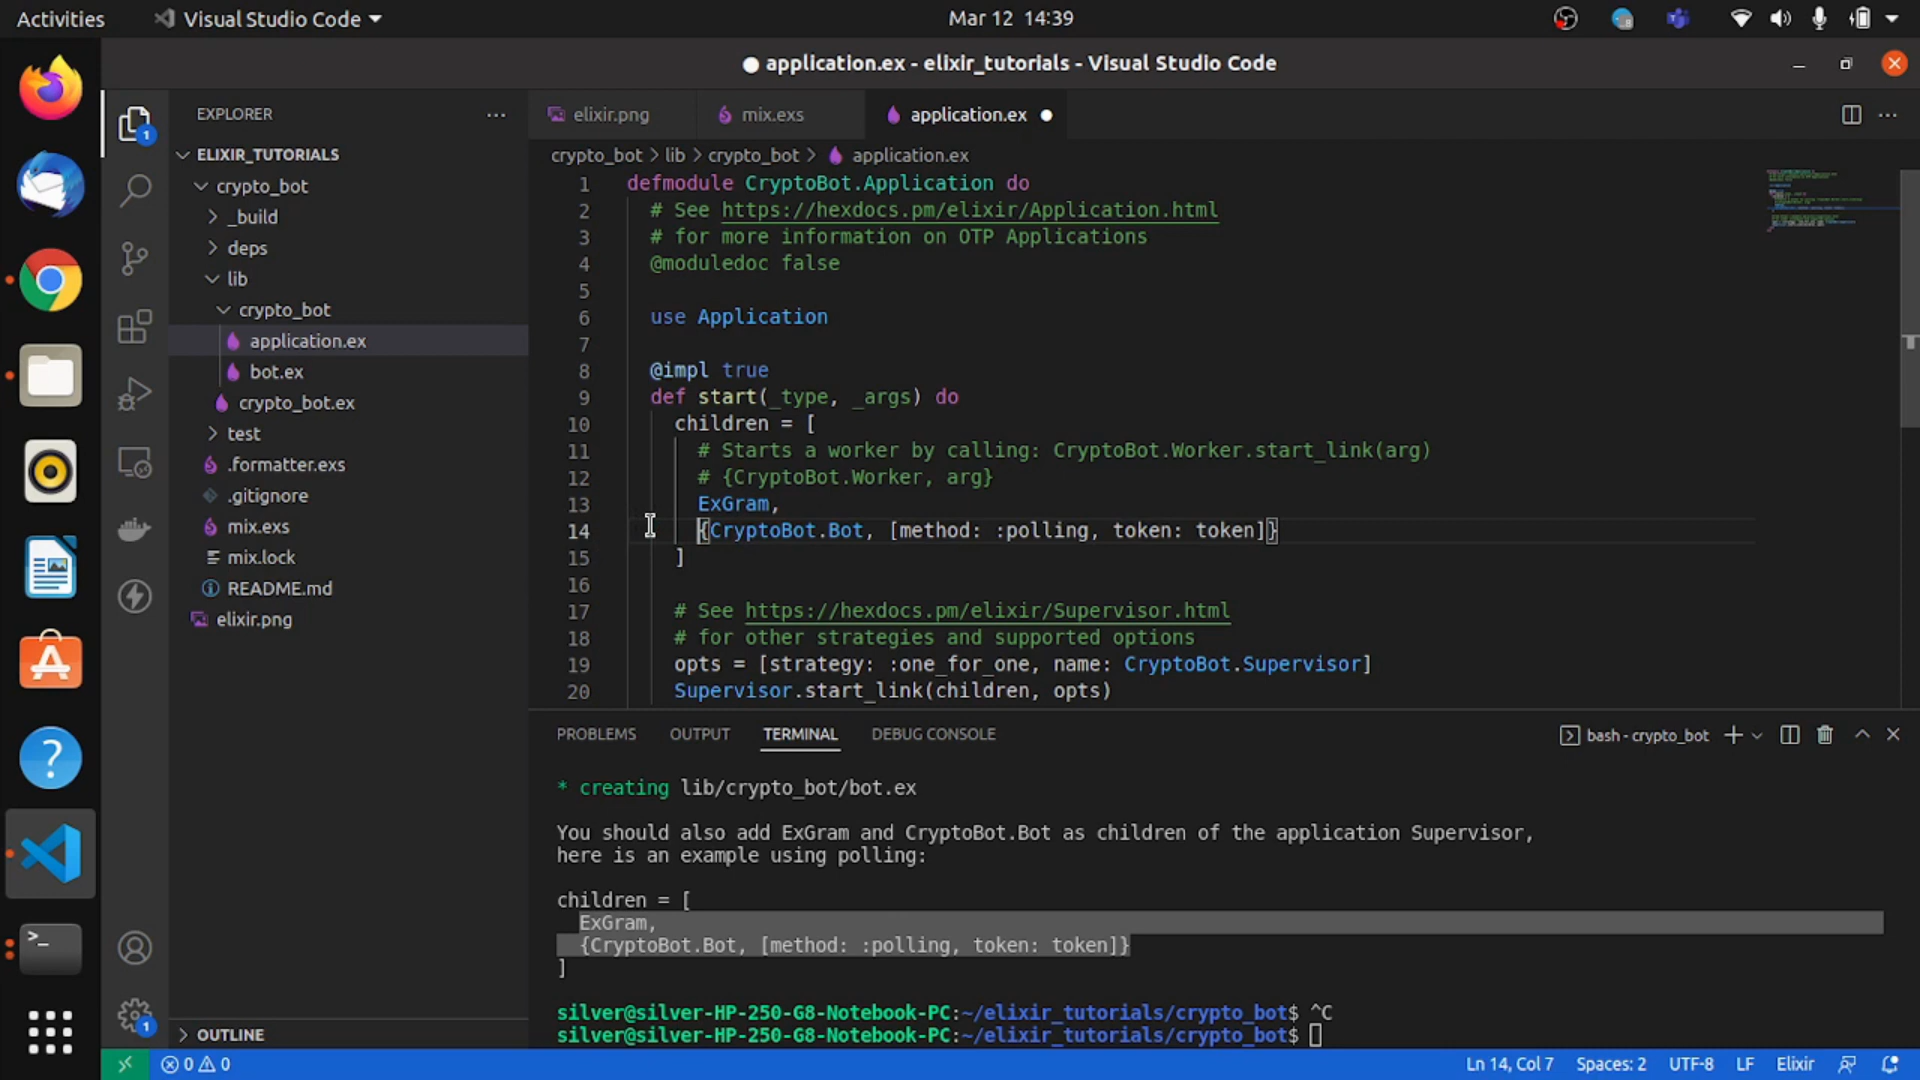 Activities
Visual Studio Code
Mar 12 14:39
application.ex - elixir_tutorials - Visual Studio Code
EXPLORER
ELIXIR_TUTORIALS
crypto_bot
_build
deps
lib
crypto_bot
application.ex
bot.ex
crypto_bot.ex
test
.formatter.exs
.gitignore
mix.exs
mix.lock
README.md
elixir.png
OUTLINE
1
1
elixir.png
mix.exs
application.ex
crypto_bot > lib > crypto_bot > application.ex
1 defmodule CryptoBot.Application do
2 # See https://hexdocs.pm/elixir/Application.html
3 # for more information on OTP Applications
4 @moduledoc false
5
6 use Application
7
8 @impl true
9 def start(_type, _args) do
10 children = [
11 # Starts a worker by calling: CryptoBot.Worker.start_link(arg)
12 # {CryptoBot.Worker, arg}
13 ExGram,
14 {CryptoBot.Bot, [method: :polling, token: token]}
15 ]
16
17 # See https://hexdocs.pm/elixir/Supervisor.html
18 # for other strategies and supported options
19 opts = [strategy: :one_for_one, name: CryptoBot.Supervisor]
20 Supervisor.start_link(children, opts)
PROBLEMS
OUTPUT
TERMINAL
DEBUG CONSOLE
bash - crypto_bot
* creating lib/crypto_bot/bot.ex
You should also add ExGram and CryptoBot.Bot as children of the application Supervisor,
here is an example using polling:
children = [
ExGram,
{CryptoBot.Bot, [method: :polling, token: token]}
]
silver@silver-HP-250-G8-Notebook-PC:~/elixir_tutorials/crypto_bot$ ^C
silver@silver-HP-250-G8-Notebook-PC:~/elixir_tutorials/crypto_bot$
0 0
Ln 14, Col 7
Spaces: 2
UTF-8
LF
Elixir